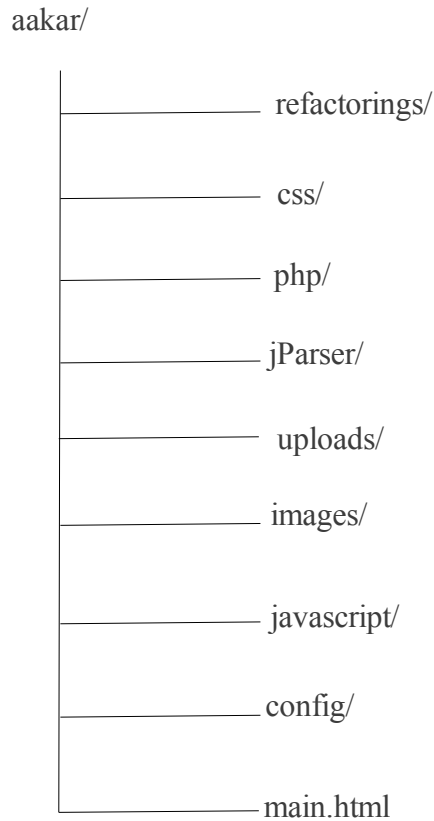 aakar/
refactorings/
css/
php/
jParser/
uploads/
images/
javascript/
config/
main.html